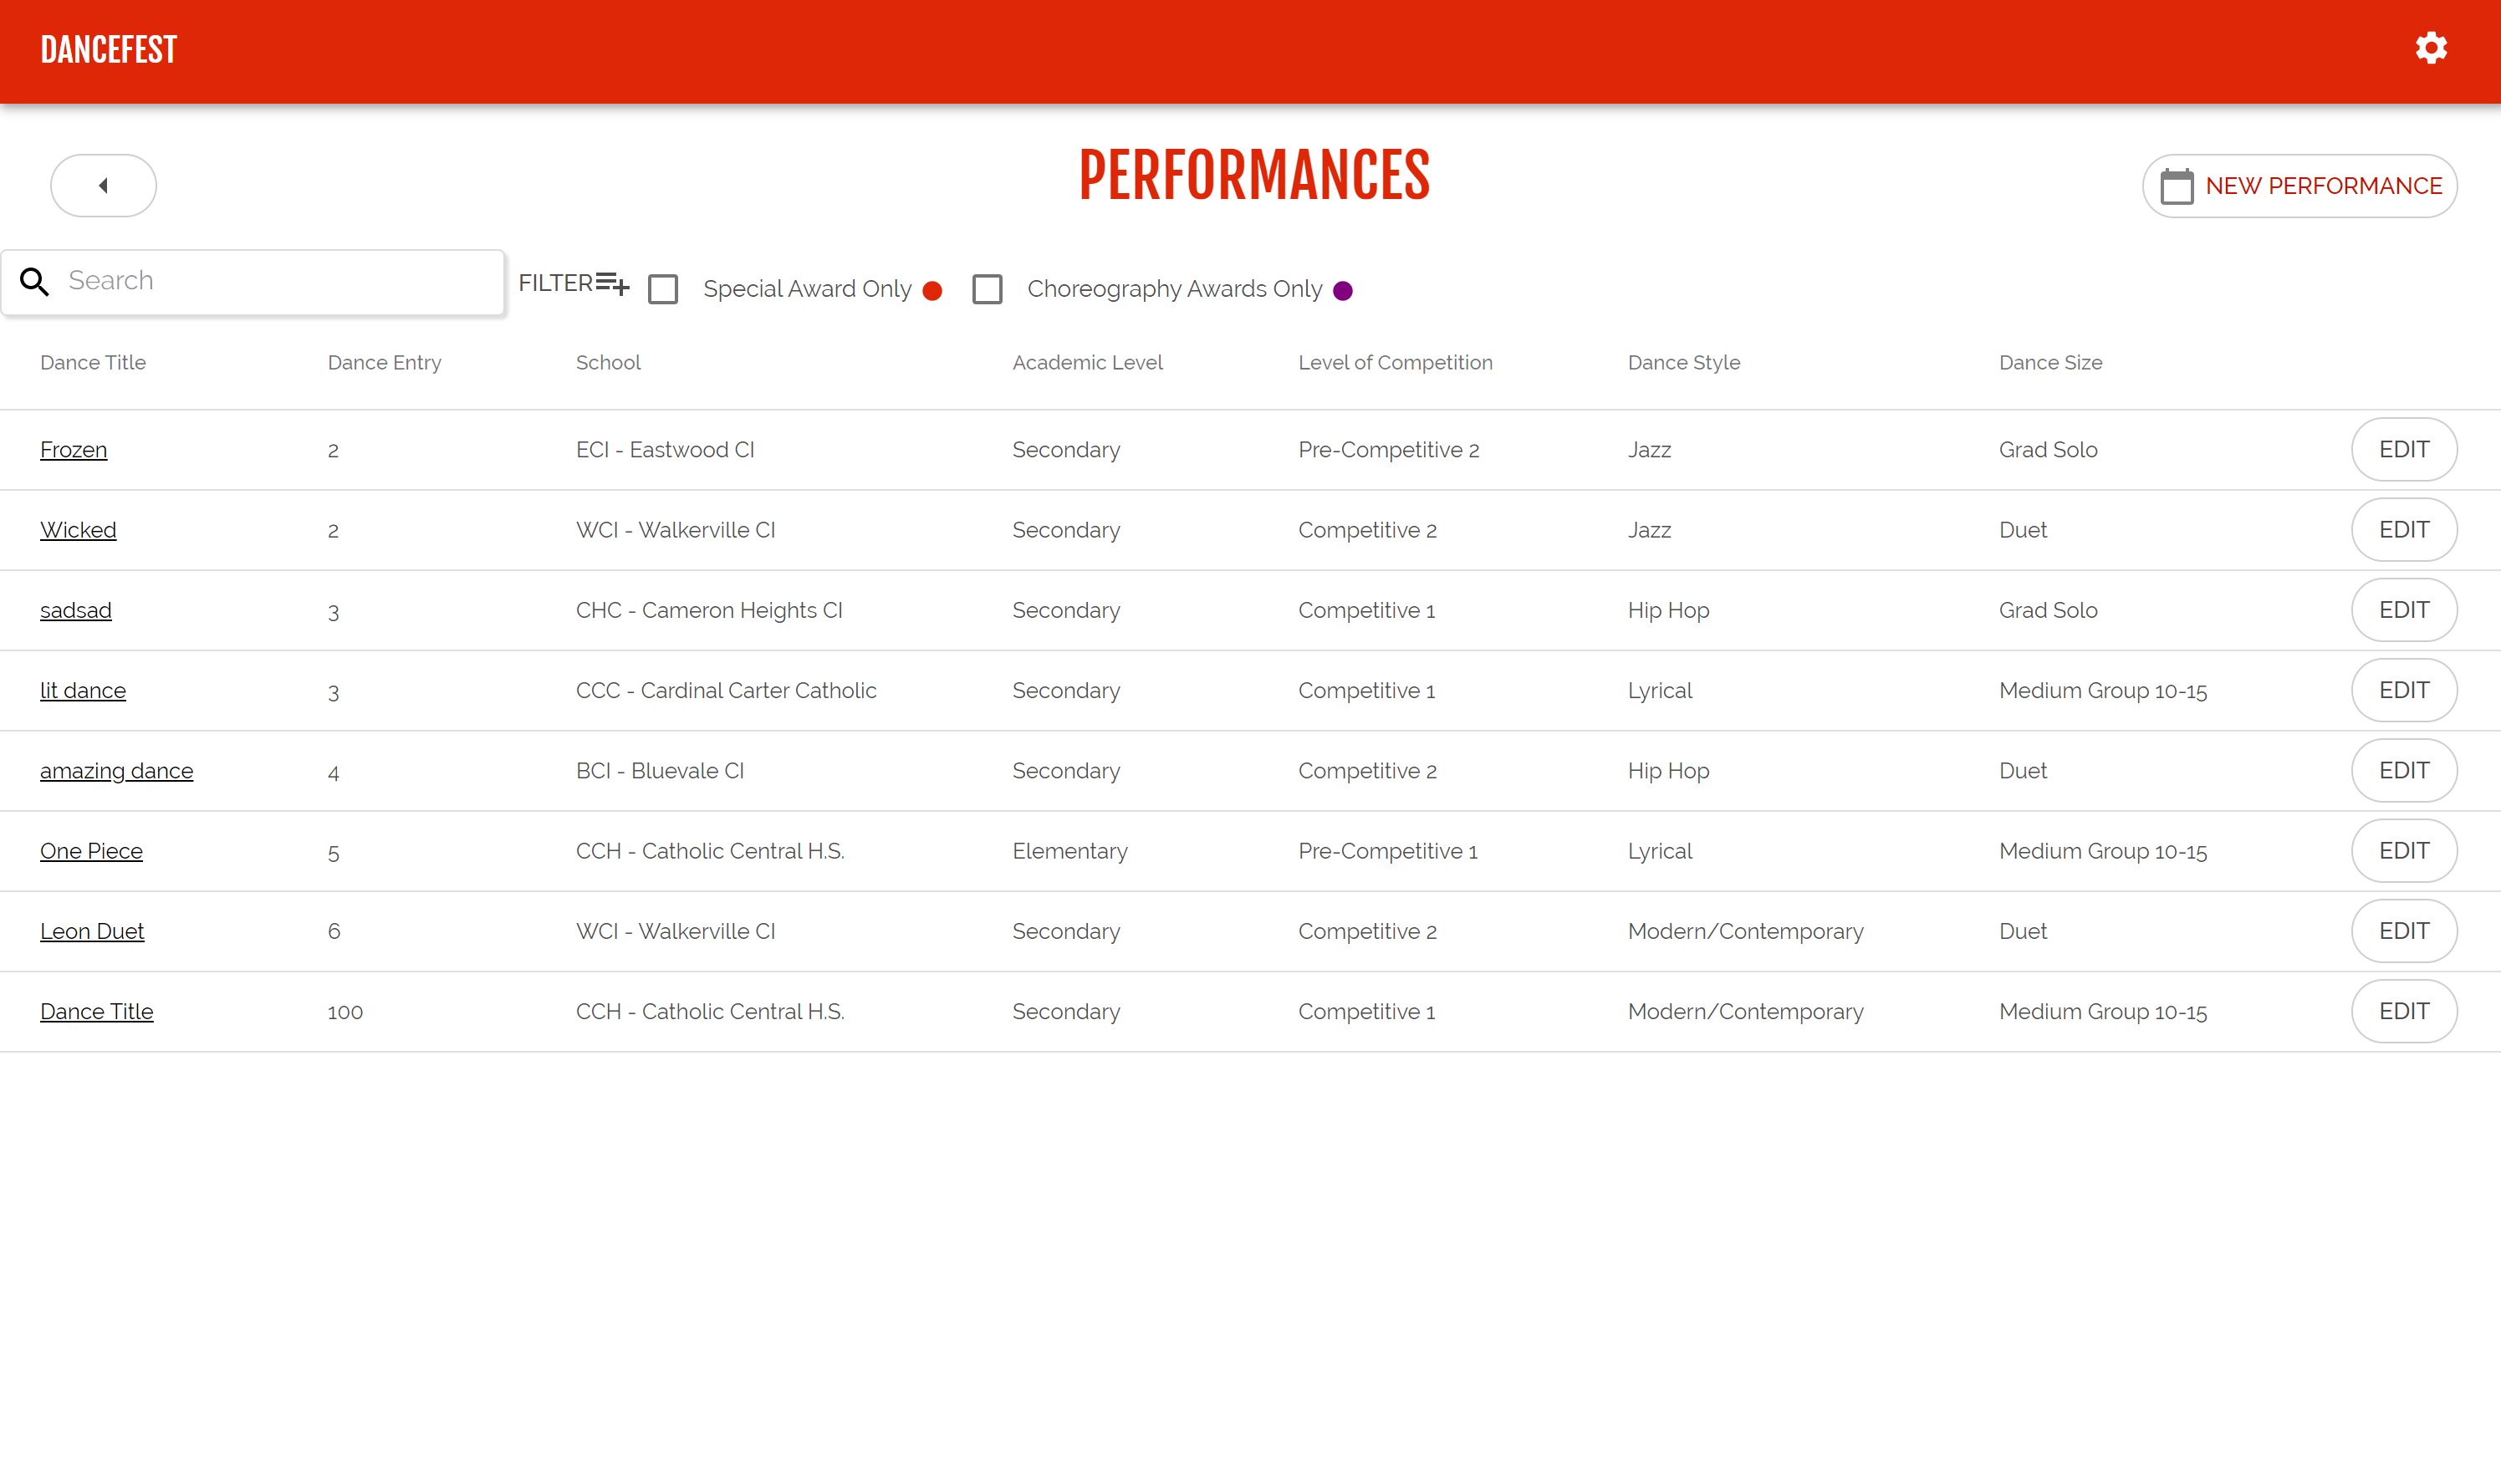 DANCEFEST
PERFORMANCES
NEW PERFORMANCE
Search
FILTER
Special Award Only
Choreography Awards Only
Dance Title Dance Entry School Academic Level Level of Competition Dance Style Dance Size
Frozen 2 ECI - Eastwood CI Secondary Pre-Competitive 2 Jazz Grad Solo EDIT
Wicked 2 WCI - Walkerville CI Secondary Competitive 2 Jazz Duet EDIT
sadsad 3 CHC - Cameron Heights CI Secondary Competitive 1 Hip Hop Grad Solo EDIT
lit dance 3 CCC - Cardinal Carter Catholic Secondary Competitive 1 Lyrical Medium Group 10-15 EDIT
amazing dance 4 BCI - Bluevale CI Secondary Competitive 2 Hip Hop Duet EDIT
One Piece 5 CCH - Catholic Central H.S. Elementary Pre-Competitive 1 Lyrical Medium Group 10-15 EDIT
Leon Duet 6 WCI - Walkerville CI Secondary Competitive 2 Modern/Contemporary Duet EDIT
Dance Title 100 CCH - Catholic Central H.S. Secondary Competitive 1 Modern/Contemporary Medium Group 10-15 EDIT